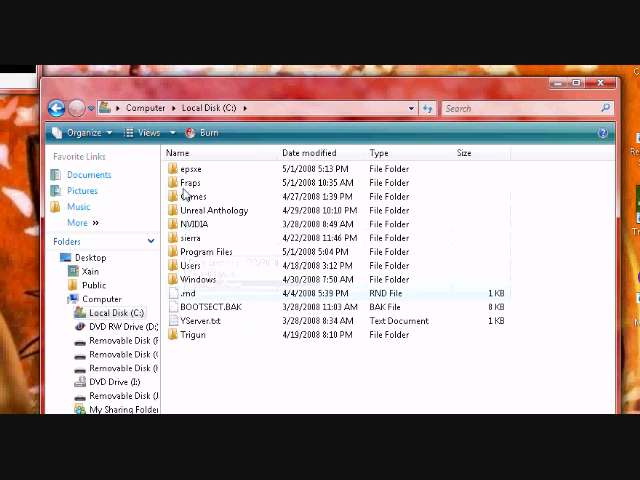 Computer ▸ Local Disk (C:) ▸
Search
Organize Views Burn
Favorite Links
Documents
Pictures
Music
More »
Folders
Desktop
Xain
Public
Computer
Local Disk (C:)
DVD RW Drive (D:
Removable Disk (
Removable Disk (
Removable Disk (
DVD Drive (I:)
Removable Disk (
My Sharing Folder
Name Date modified Type Size
epsxe 5/1/2008 5:13 PM File Folder
Fraps 5/1/2008 10:35 AM File Folder
Games 4/27/2008 1:39 PM File Folder
Unreal Anthology 4/29/2008 10:10 PM File Folder
NVIDIA 3/28/2008 8:49 AM File Folder
sierra 4/22/2008 11:46 PM File Folder
Program Files 5/1/2008 5:04 PM File Folder
Users 4/18/2008 3:12 PM File Folder
Windows 4/30/2008 7:50 AM File Folder
.rnd 4/4/2008 5:39 PM RND File 1 KB
BOOTSECT.BAK 3/28/2008 11:03 AM BAK File 8 KB
YServer.txt 3/28/2008 8:34 AM Text Document 1 KB
Trigun 4/19/2008 8:10 PM File Folder